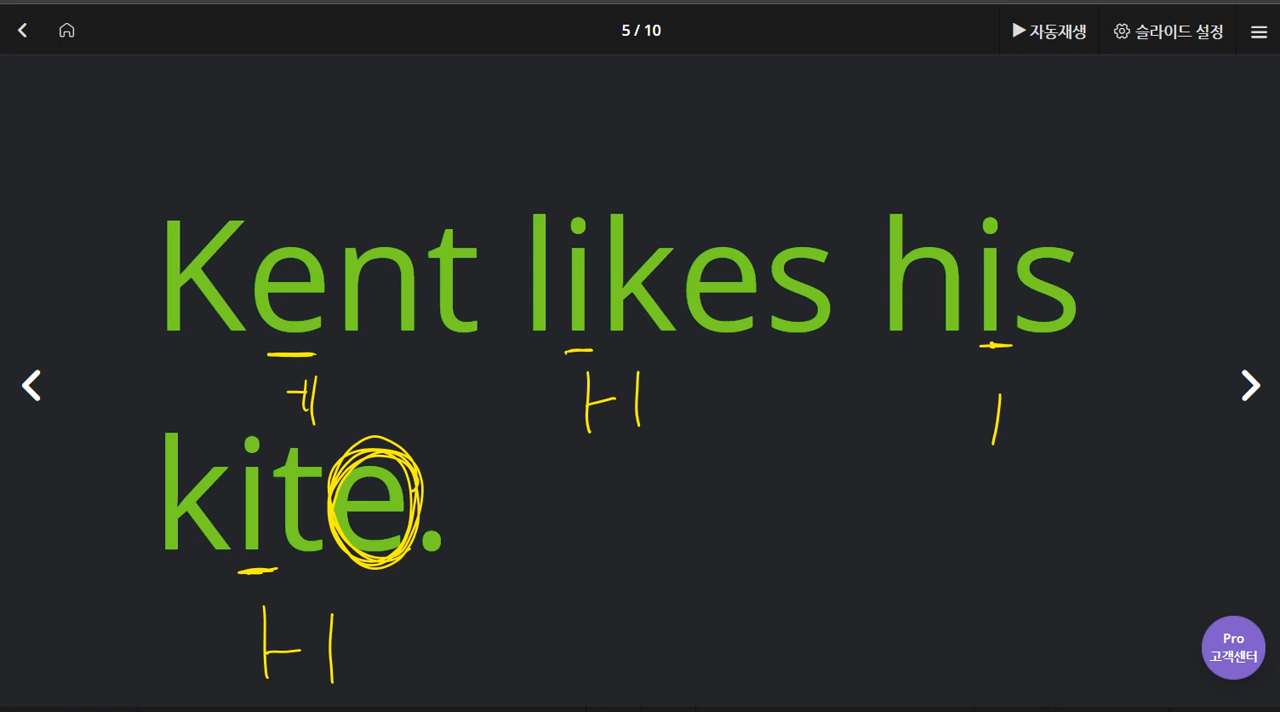 5 / 10
▶ 자동재생
슬라이드 설정
Kent likes his
ㅔ ㅏㅣ ㅣ
kite.
ㅏㅣ
Pro
고객센터